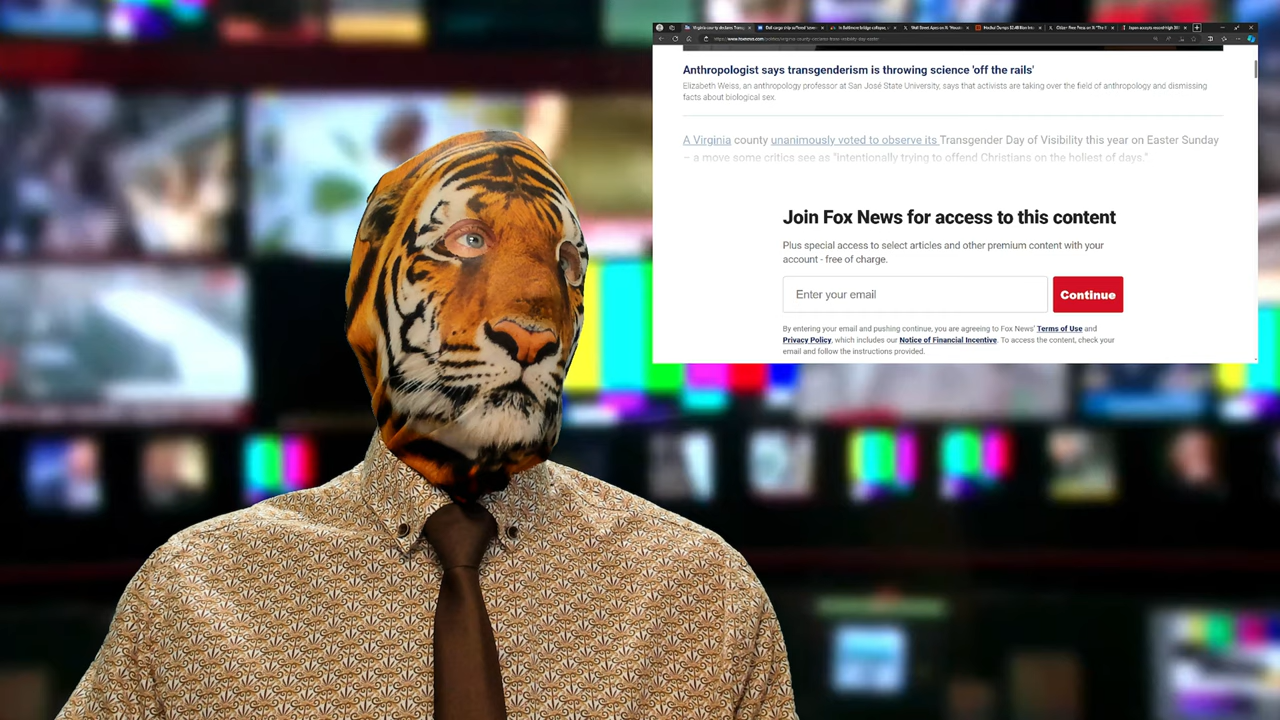 Anthropologist says transgenderism is throwing science 'off the rails'
Elizabeth Weiss, an anthropology professor at San José State University, says that activists are taking over the field of anthropology and dismissing
facts about biological sex.
A Virginia county unanimously voted to observe its Transgender Day of Visibility this year on Easter Sunday
– a move some critics see as "intentionally trying to offend Christians on the holiest of days."
Join Fox News for access to this content
Plus special access to select articles and other premium content with your
account - free of charge.
Enter your email
Continue
By entering your email and pushing continue, you are agreeing to Fox News' Terms of Use and
Privacy Policy, which includes our Notice of Financial Incentive. To access the content, check your
email and follow the instructions provided.